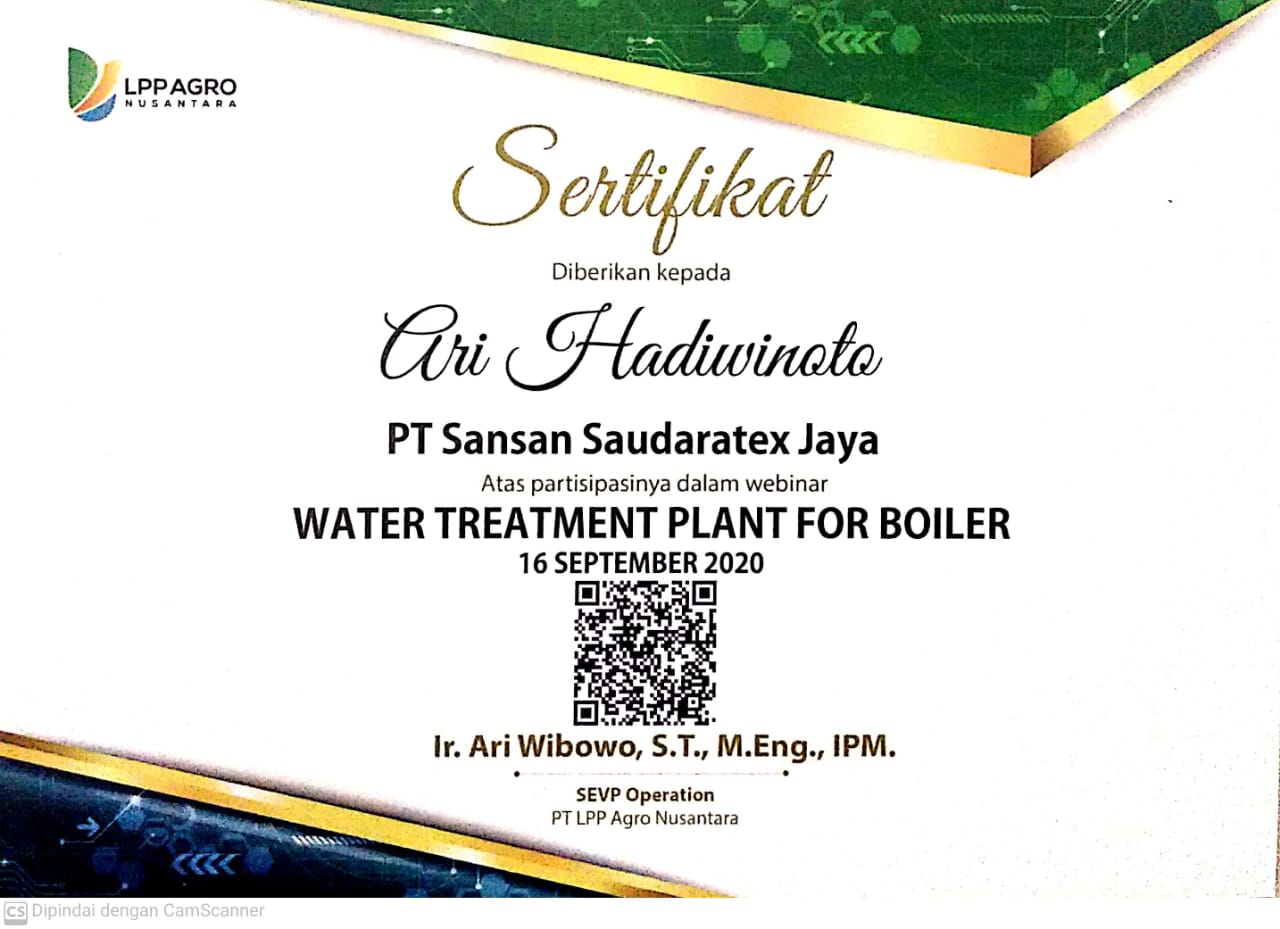 LPP AGRO
NUSANTARA
Sertifikat
Diberikan kepada
Ari Hadiwinoto
PT Sansan Saudaratex Jaya
Atas partisipasinya dalam webinar
WATER TREATMENT PLANT FOR BOILER
16 SEPTEMBER 2020
Ir. Ari Wibowo, S.T., M.Eng., IPM.
SEVP Operation
PT LPP Agro Nusantara
CS Dipindai dengan CamScanner